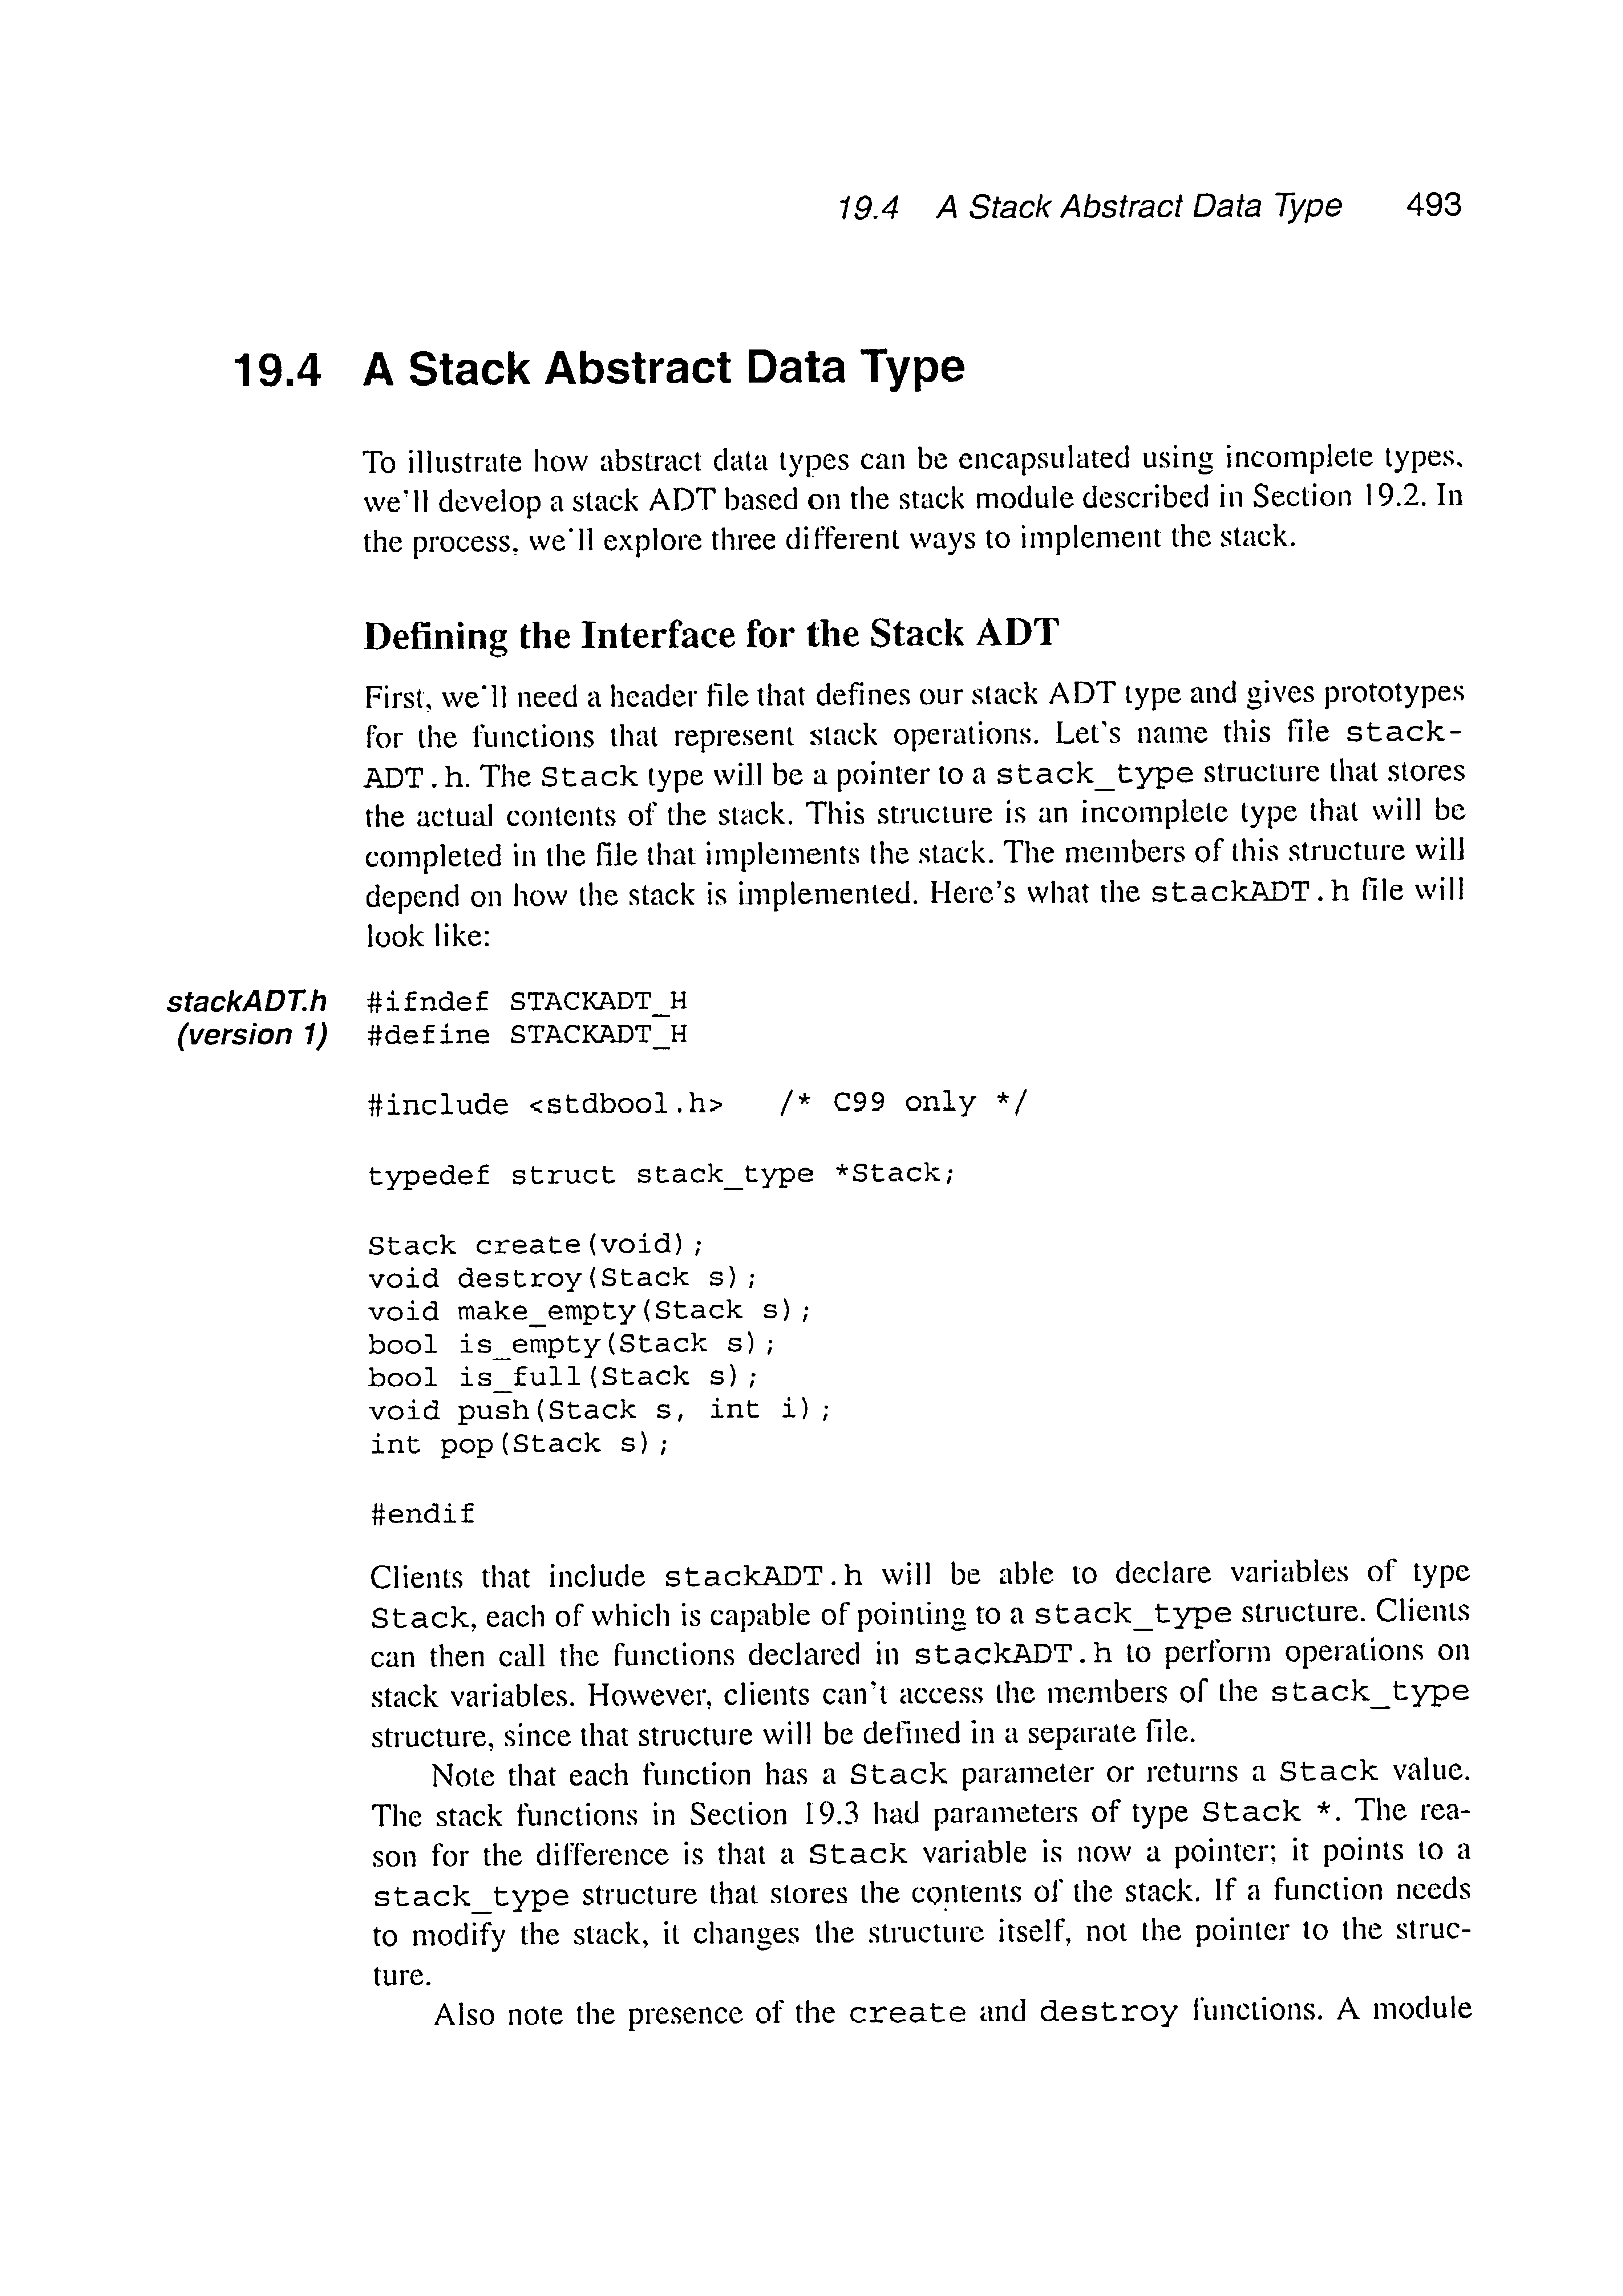 19.4 A Stack Abstract Data Type 493
19.4 A Stack Abstract Data Type
To illustrate how abstract data types can be encapsulated using incomplete types,
we'll develop a stack ADT based on the stack module described in Section 19.2. In
the process, we'll explore three different ways to implement the stack.
Defining the Interface for the Stack ADT
First, we'll need a header file that defines our stack ADT type and gives prototypes
for the functions that represent stack operations. Let's name this file stack-
ADT.h. The Stack type will be a pointer to a stack_type structure that stores
the actual contents of the stack. This structure is an incomplete type that will be
completed in the file that implements the stack. The members of this structure will
depend on how the stack is implemented. Here's what the stackADT.h file will
look like:
stackADT.h #ifndef STACKADT_H
(version 1) #define STACKADT_H
#include <stdbool.h> /* C99 only */
typedef struct stack_type *Stack;
Stack create(void);
void destroy(Stack s);
void make_empty(Stack s);
bool is_empty(Stack s);
bool is_full(Stack s);
void push(Stack s, int i);
int pop(Stack s);
#endif
Clients that include stackADT.h will be able to declare variables of type
Stack, each of which is capable of pointing to a stack_type structure. Clients
can then call the functions declared in stackADT.h to perform operations on
stack variables. However, clients can't access the members of the stack_type
structure, since that structure will be defined in a separate file.
Note that each function has a Stack parameter or returns a Stack value.
The stack functions in Section 19.3 had parameters of type Stack *. The rea-
son for the difference is that a Stack variable is now a pointer; it points to a
stack_type structure that stores the contents of the stack. If a function needs
to modify the stack, it changes the structure itself, not the pointer to the struc-
ture.
Also note the presence of the create and destroy functions. A module